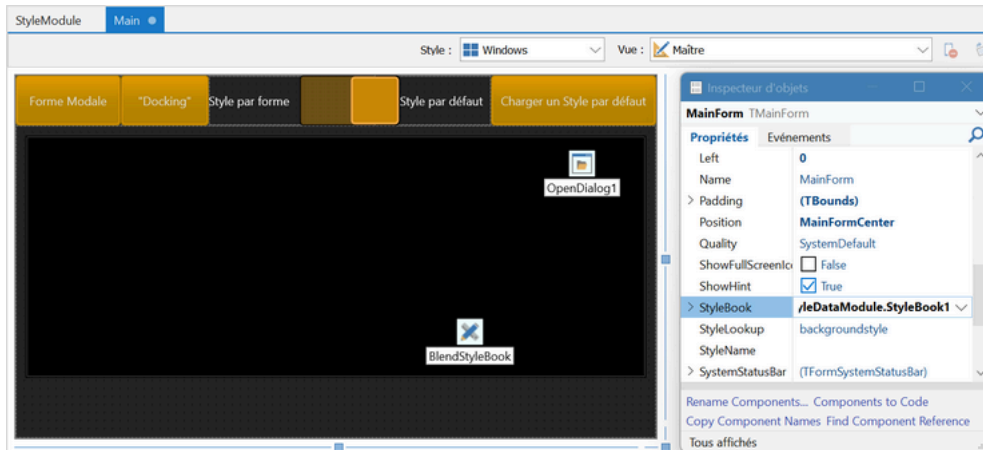 StyleModule Main
Style : Windows Vue : Maître
Forme Modale "Docking" Style par forme Style par défaut Charger un Style par défaut
OpenDialog1
BlendStyleBook
Inspecteur d'objets
MainForm TMainForm
Propriétés Evénements
Left 0
Name MainForm
Padding (TBounds)
Position MainFormCenter
Quality SystemDefault
ShowFullScreenIc False
ShowHint True
StyleBook leDataModule.StyleBook1
StyleLookup backgroundstyle
StyleName
SystemStatusBar (TFormSystemStatusBar)
Rename Components... Components to Code
Copy Component Names Find Component Reference
Tous affichés